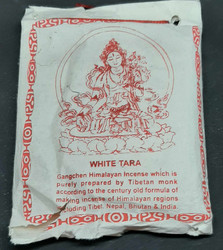 WHITE TARA
Gangchen Himalayan Incense which is
purely prepared by Tibetan monk
according to the century old formula of
making incense of Himalayan regions
including Tibet, Nepal, Bhutan & India.